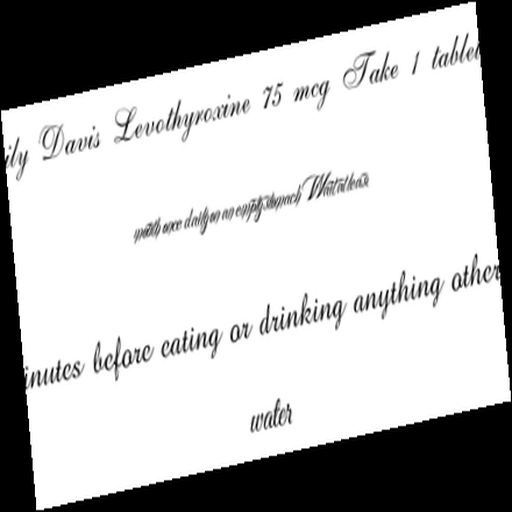 ily Davis Levothyroxine 75 mcg Take 1 tablet
mouth once daily on an empty stomach Wait at least
inutes before eating or drinking anything other
water